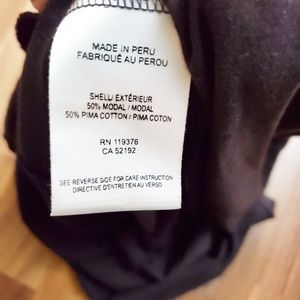 MADE IN PERU
FABRIQUÉ AU PEROU
SHELL/ EXTÉRIEUR
50% MODAL / MODAL
50% PIMA COTTON / PIMA COTON
RN 119376
CA 52192
SEE REVERSE SIDE FOR CARE INSTRUCTION
DIRECTIVE D'ENTRETIEN AU VERSO